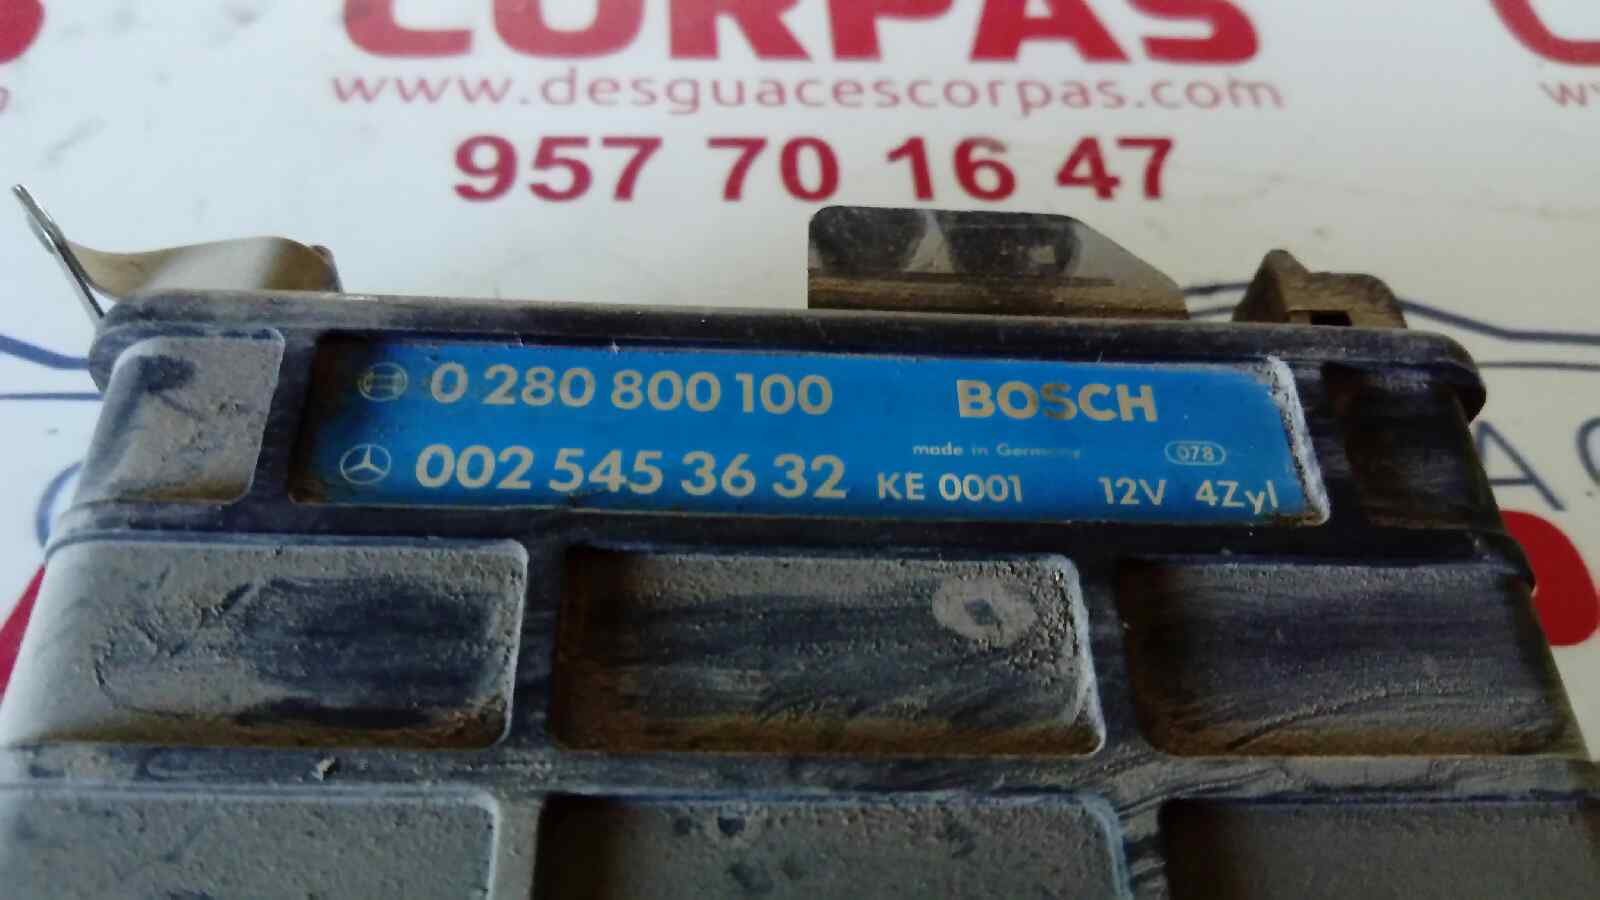 CORPAS
www.desguacescorpas.com
957 70 16 47
0 280 800 100 BOSCH
made in Germany 078
002 545 36 32 KE 0001 12V 4Zyl